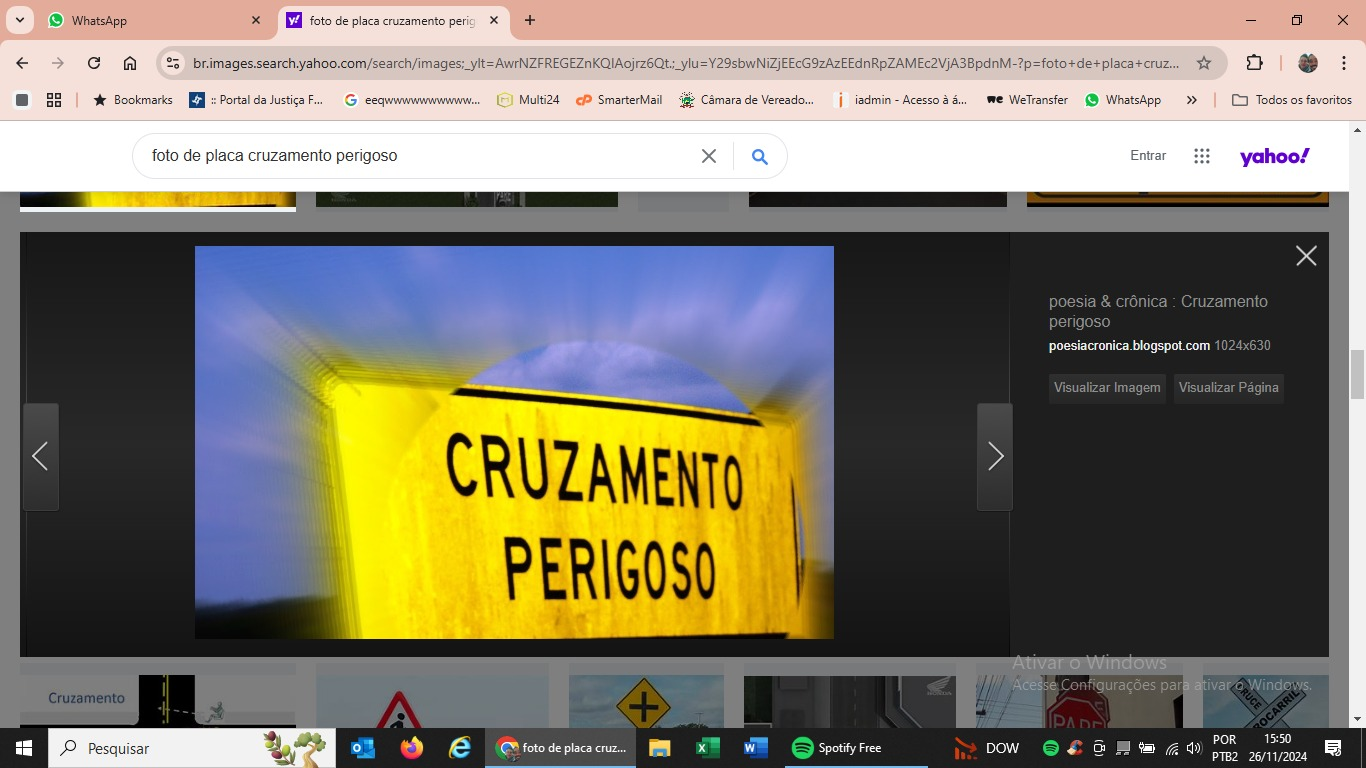 WhatsApp
foto de placa cruzamento perig
br.images.search.yahoo.com/search/images;_ylt=AwrNZFREGEZnKQIAojrz6Qt.;_ylu=Y29sbwNiZjEEcG9zAzEEdnRpZAMEc2VjA3BpdnM-?p=foto+de+placa+cruz...
Bookmarks
:: Portal da Justiça F...
eeqwwwwwwwwww...
Multi24
SmarterMail
Câmara de Vereado...
iadmin - Acesso à á...
WeTransfer
WhatsApp
Todos os favoritos
foto de placa cruzamento perigoso
Entrar
yahoo!
CRUZAMENTO
PERIGOSO
poesia & crônica : Cruzamento
perigoso
poesiacronica.blogspot.com 1024x630
Visualizar Imagem
Visualizar Página
Cruzamento
HONDA
PARE
CRUZE
Ativar o Windows
Acesse Configurações para ativar o Windows.
Pesquisar
foto de placa cruz...
Spotify Free
DOW
POR
PTB2
15:50
26/11/2024